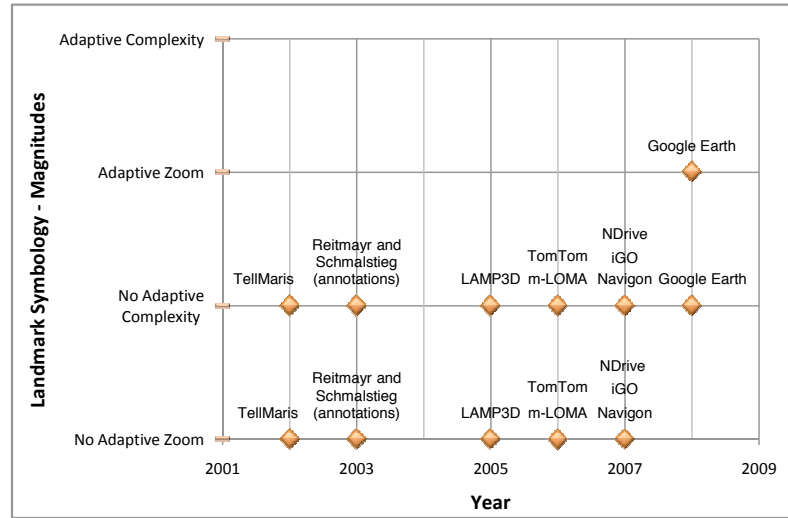 Landmark Symbology - Magnitudes
Adaptive Complexity
Adaptive Zoom
Google Earth
No Adaptive
Complexity
TellMaris
Reitmayr and
Schmalstieg
(annotations)
LAMP3D
TomTom
m-LOMA
NDrive
iGO
Navigon
Google Earth
No Adaptive Zoom
TellMaris
Reitmayr and
Schmalstieg
(annotations)
LAMP3D
TomTom
m-LOMA
NDrive
iGO
Navigon
2001
2003
2005
2007
2009
Year